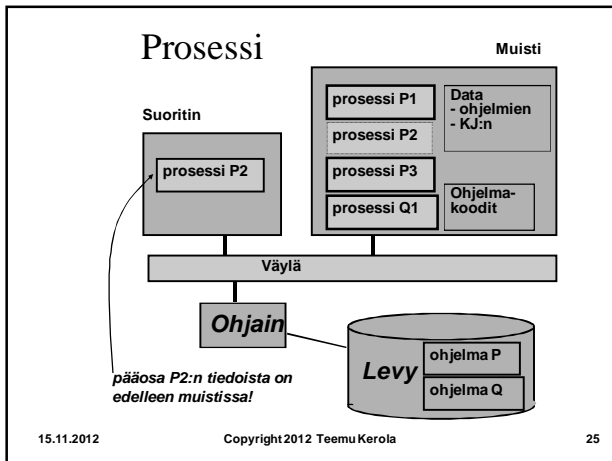 Prosessi
Muisti
Suoritin
prosessi P1
prosessi P2
prosessi P3
prosessi Q1
Data
- ohjelmien
- KJ:n
Ohjelma-
koodit
prosessi P2
Väylä
Ohjain
Levy
ohjelma P
ohjelma Q
pääosa P2:n tiedoista on
edelleen muistissa!
15.11.2012 Copyright 2012 Teemu Kerola 25